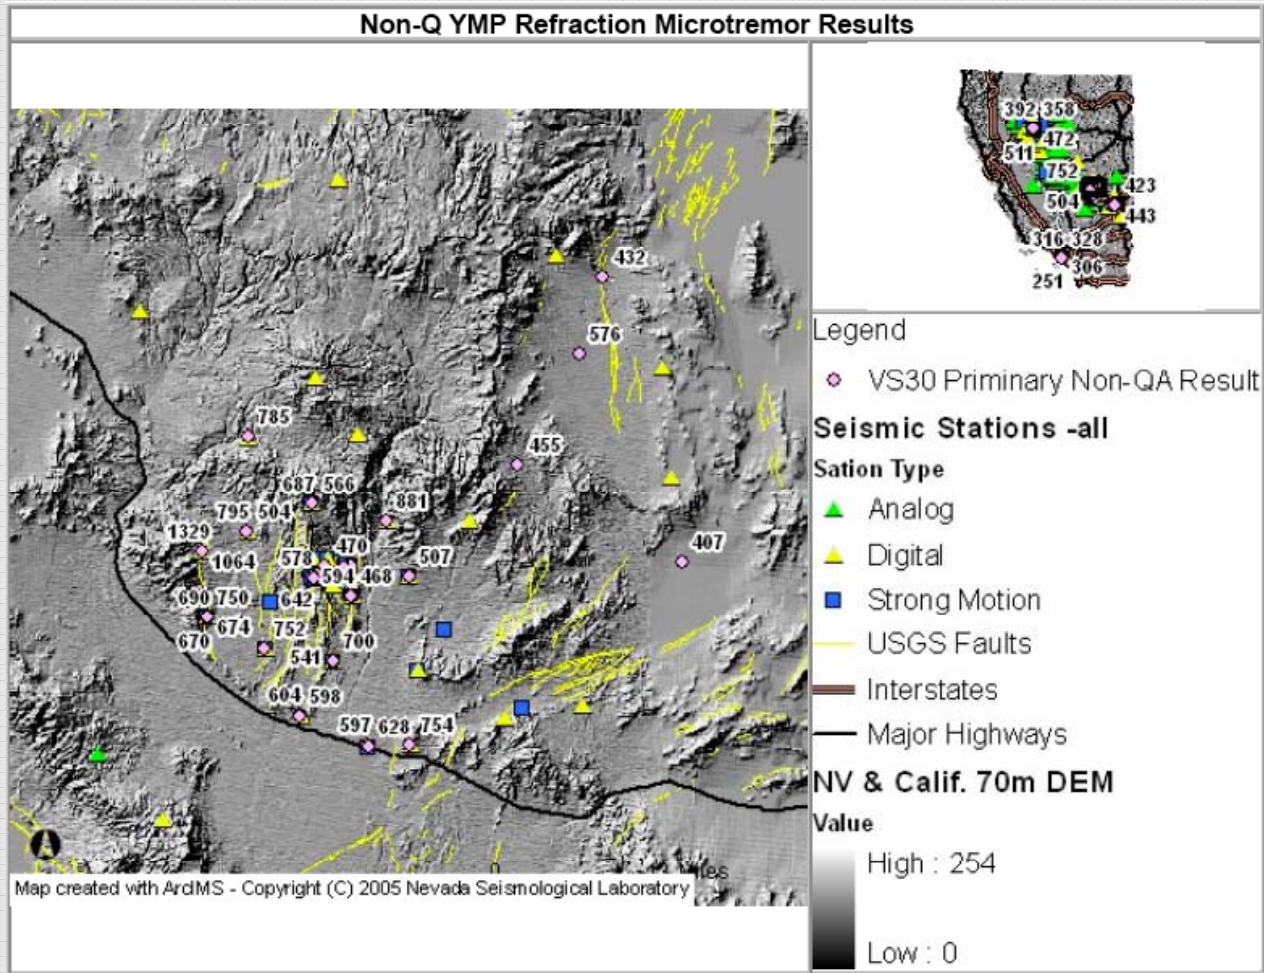 Non-Q YMP Refraction Microtremor Results
432
576
785
455
687 566
881
795 504
1329
1064
578
470
507
407
594 468
690 750
642
674
752
670
541
700
604 598
597 628 754
Map created with ArcIMS - Copyright (C) 2005 Nevada Seismological Laboratory
392 358
472
511
752
423
504
443
316 328
306
251
Legend
VS30 Priminary Non-QA Result
Seismic Stations -all
Sation Type
Analog
Digital
Strong Motion
USGS Faults
Interstates
Major Highways
NV & Calif. 70m DEM
Value
High : 254
Low : 0